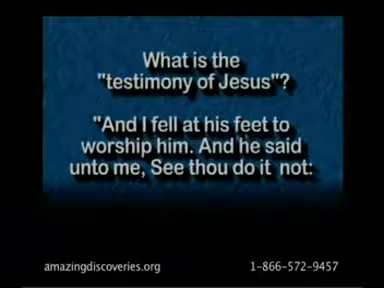 What is the
"testimony of Jesus"?
"And I fell at his feet to
worship him. And he said
unto me, See thou do it not:
amazingdiscoveries.org
1-866-572-9457